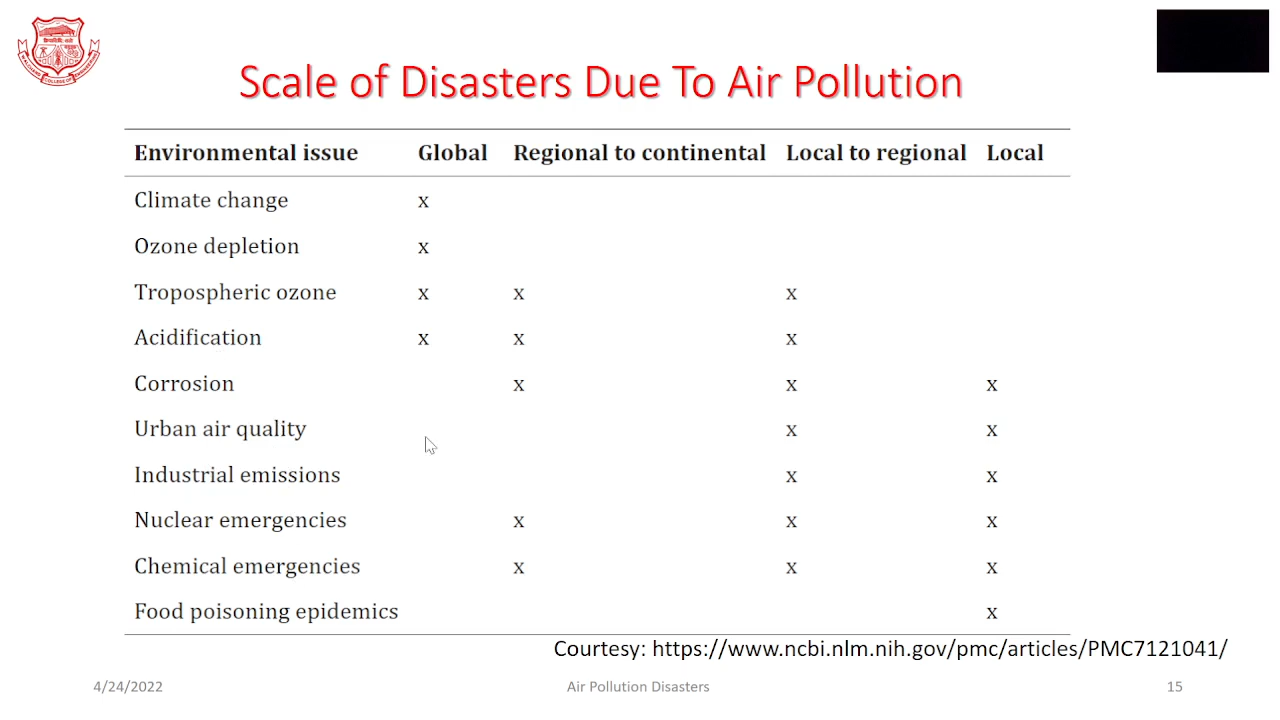 Scale of Disasters Due To Air Pollution
Environmental issue Global Regional to continental Local to regional Local
Climate change x
Ozone depletion x
Tropospheric ozone x x x
Acidification x x x
Corrosion x x x
Urban air quality x x
Industrial emissions x x
Nuclear emergencies x x x
Chemical emergencies x x x
Food poisoning epidemics x
Courtesy: https://www.ncbi.nlm.nih.gov/pmc/articles/PMC7121041/
4/24/2022 Air Pollution Disasters 15